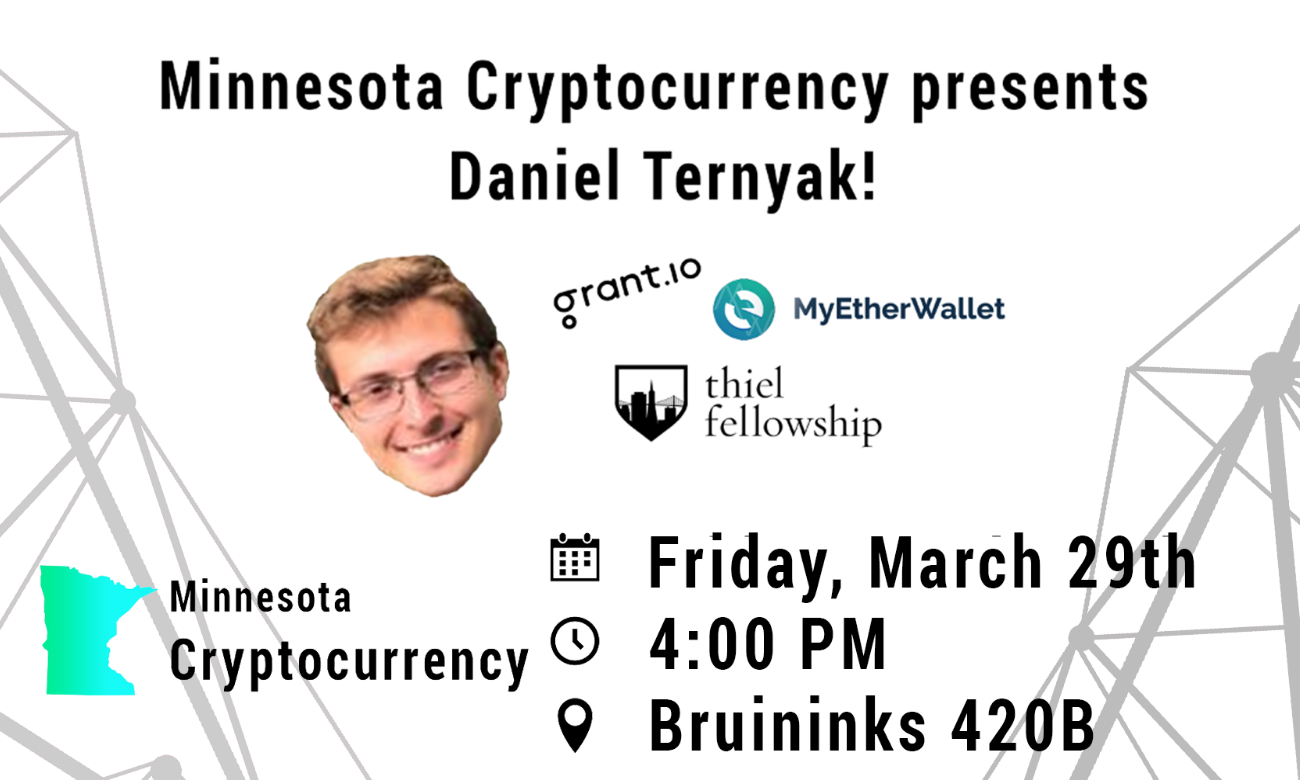 Minnesota Cryptocurrency presents
Daniel Ternyak!
grant.io
MyEtherWallet
thiel
fellowship
Friday, March 29th
Minnesota
Cryptocurrency
4:00 PM
Bruininks 420B